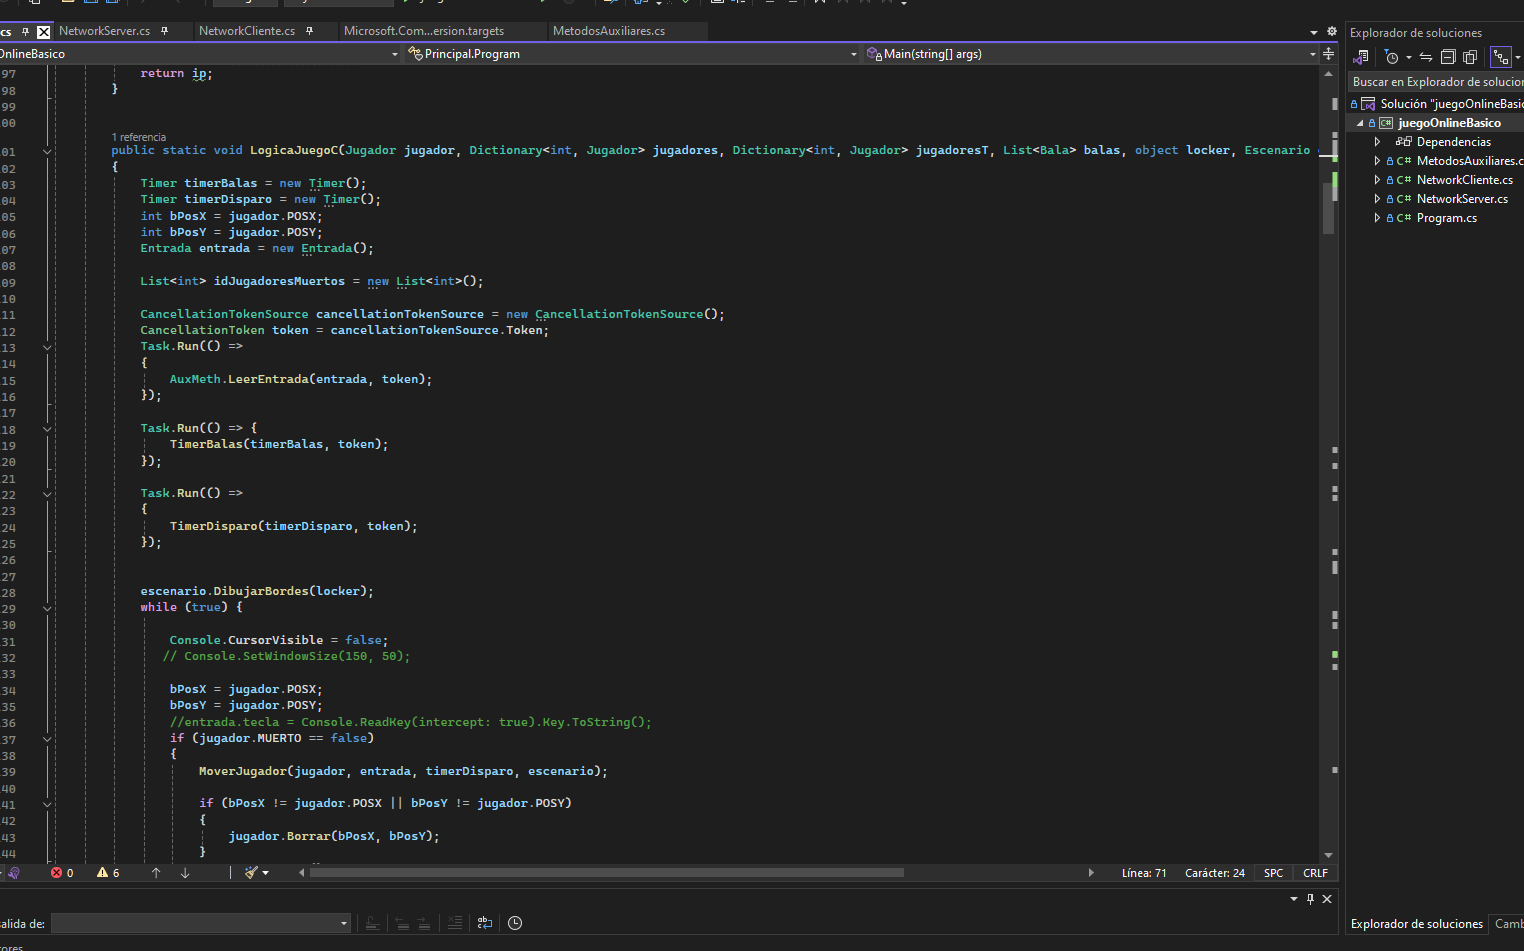 cs NetworkServer.cs NetworkCliente.cs Microsoft.Com...ersion.targets MetodosAuxiliares.cs
OnlineBasico Principal.Program Main(string[] args)
97 return ip;
98 }
99
00
1 referencia
01 public static void LogicaJuegoC(Jugador jugador, Dictionary<int, Jugador> jugadores, Dictionary<int, Jugador> jugadoresT, List<Bala> balas, object locker, Escenario
02 {
03 Timer timerBalas = new Timer();
04 Timer timerDisparo = new Timer();
05 int bPosX = jugador.POSX;
06 int bPosY = jugador.POSY;
07 Entrada entrada = new Entrada();
08
09 List<int> idJugadoresMuertos = new List<int>();
10
11 CancellationTokenSource cancellationTokenSource = new CancellationTokenSource();
12 CancellationToken token = cancellationTokenSource.Token;
13 Task.Run(() =>
14 {
15 AuxMeth.LeerEntrada(entrada, token);
16 });
17
18 Task.Run(() => {
19 TimerBalas(timerBalas, token);
20 });
21
22 Task.Run(() =>
23 {
24 TimerDisparo(timerDisparo, token);
25 });
26
27
28 escenario.DibujarBordes(locker);
29 while (true) {
30
31 Console.CursorVisible = false;
32 // Console.SetWindowSize(150, 50);
33
34 bPosX = jugador.POSX;
35 bPosY = jugador.POSY;
36 //entrada.tecla = Console.ReadKey(intercept: true).Key.ToString();
37 if (jugador.MUERTO == false)
38 {
39 MoverJugador(jugador, entrada, timerDisparo, escenario);
40
41 if (bPosX != jugador.POSX || bPosY != jugador.POSY)
42 {
43 jugador.Borrar(bPosX, bPosY);
44 }
0 6 Línea: 71 Carácter: 24 SPC CRLF
salida de:
Explorador de soluciones
Buscar en Explorador de solucion
Solución "juegoOnlineBasic
C# juegoOnlineBasico
Dependencias
C# MetodosAuxiliares.c
C# NetworkCliente.cs
C# NetworkServer.cs
C# Program.cs
Explorador de soluciones Camb